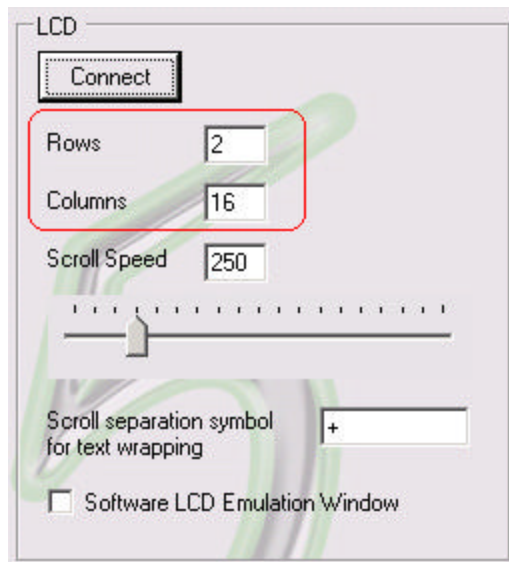 LCD
Connect
Rows 2
Columns 16
Scroll Speed 250
Scroll separation symbol +
for text wrapping
Software LCD Emulation Window